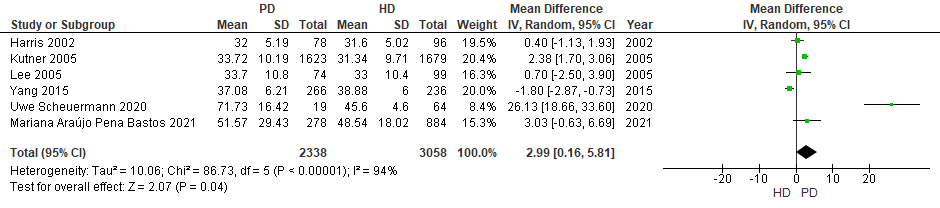 PD HD Mean Difference Mean Difference
Study or Subgroup Mean SD Total Mean SD Total Weight IV, Random, 95% CI Year IV, Random, 95% CI
Harris 2002 32 5.19 78 31.6 5.02 96 19.5% 0.40 [-1.13, 1.93] 2002
Kutner 2005 33.72 10.19 1623 31.34 9.71 1679 20.4% 2.38 [1.70, 3.06] 2005
Lee 2005 33.7 10.8 74 33 10.4 99 15.9% 0.70 [-2.50, 3.90] 2005
Yang 2015 37.08 6.21 266 38.88 6 236 20.1% -1.80 [-2.87, -0.73] 2015
Uwe Scheuermann 2020 71.73 16.42 19 45.6 4.6 64 8.4% 26.13 [18.66, 33.60] 2020
Mariana Araújo Pena Bastos 2021 51.57 29.43 278 48.54 18.02 884 15.3% 3.03 [-0.63, 6.69] 2021
Total (95% CI) 2338 3058 100.0% 2.99 [0.16, 5.81]
Heterogeneity: Tau² = 10.06; Chi² = 86.73, df = 5 (P < 0.00001); I² = 94%
Test for overall effect: Z = 2.07 (P = 0.04)
-20 -10 0 10 20
HD PD